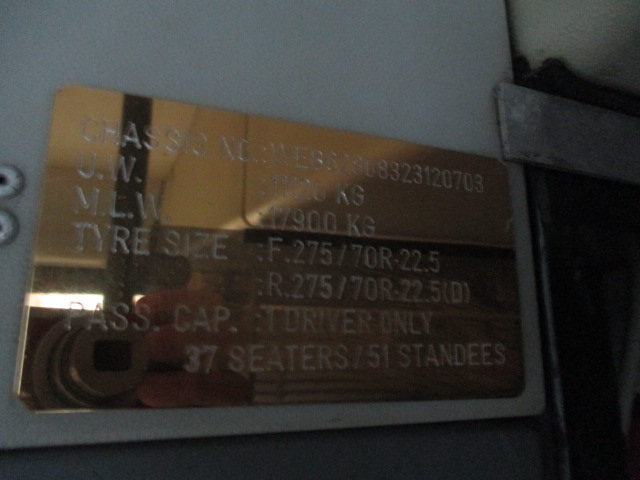 CHASSIS NO.:
U.W. KG
M.L.W. :17900 KG
TYRE SIZE :F.275/70R-22.5
:R.275/70R-22.5(D)
PASS. CAP. :1 DRIVER ONLY
37 SEATERS/51 STANDEES